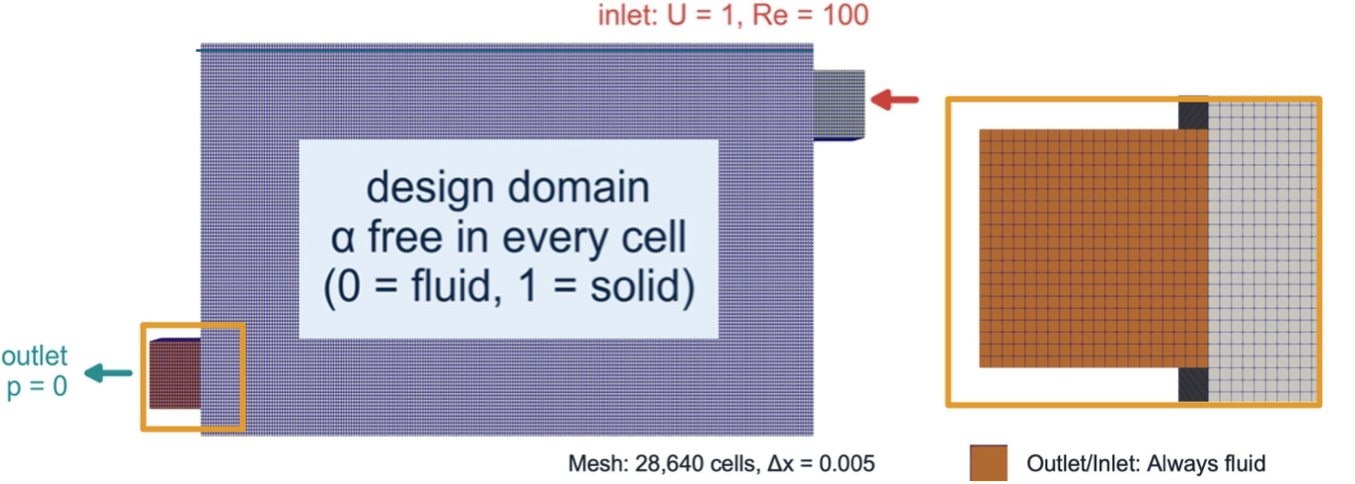 inlet: U = 1, Re = 100
design domain
α free in every cell
(0 = fluid, 1 = solid)
outlet
p = 0
Mesh: 28,640 cells, Δx = 0.005
Outlet/Inlet: Always fluid